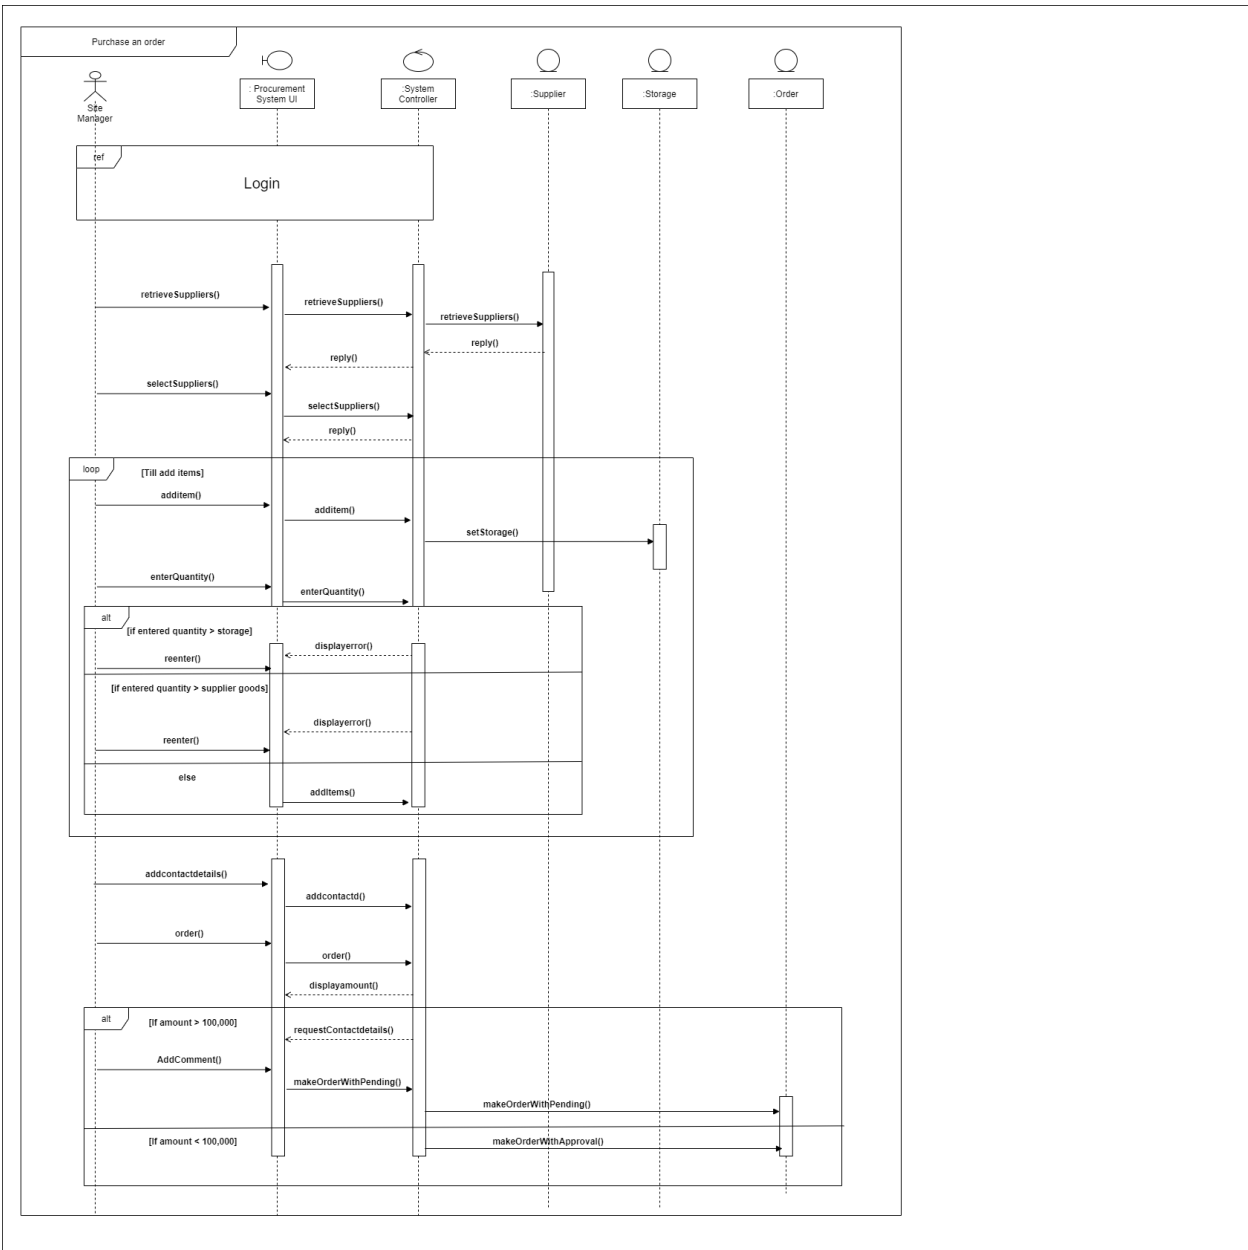 Purchase an order
Site
Manager
: Procurement
System UI
:System
Controller
:Supplier
:Storage
:Order
ref
Login
retrieveSuppliers()
retrieveSuppliers()
retrieveSuppliers()
reply()
reply()
selectSuppliers()
selectSuppliers()
reply()
loop
[Till add items]
additem()
additem()
setStorage()
enterQuantity()
enterQuantity()
alt
[if entered quantity > storage]
displayerror()
reenter()
[if entered quantity > supplier goods]
displayerror()
reenter()
else
addItems()
addcontactdetails()
addcontactd()
order()
order()
displayamount()
alt
[If amount > 100,000]
requestContactdetails()
AddComment()
makeOrderWithPending()
makeOrderWithPending()
[If amount < 100,000]
makeOrderWithApproval()